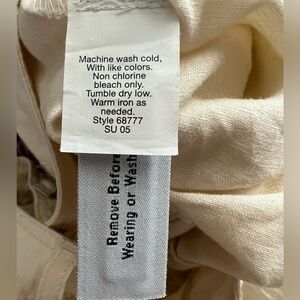 Machine wash cold,
With like colors.
Non chlorine
bleach only.
Tumble dry low.
Warm iron as
needed.
Style 68777
SU 05
Remove Before
Wearing or Wash